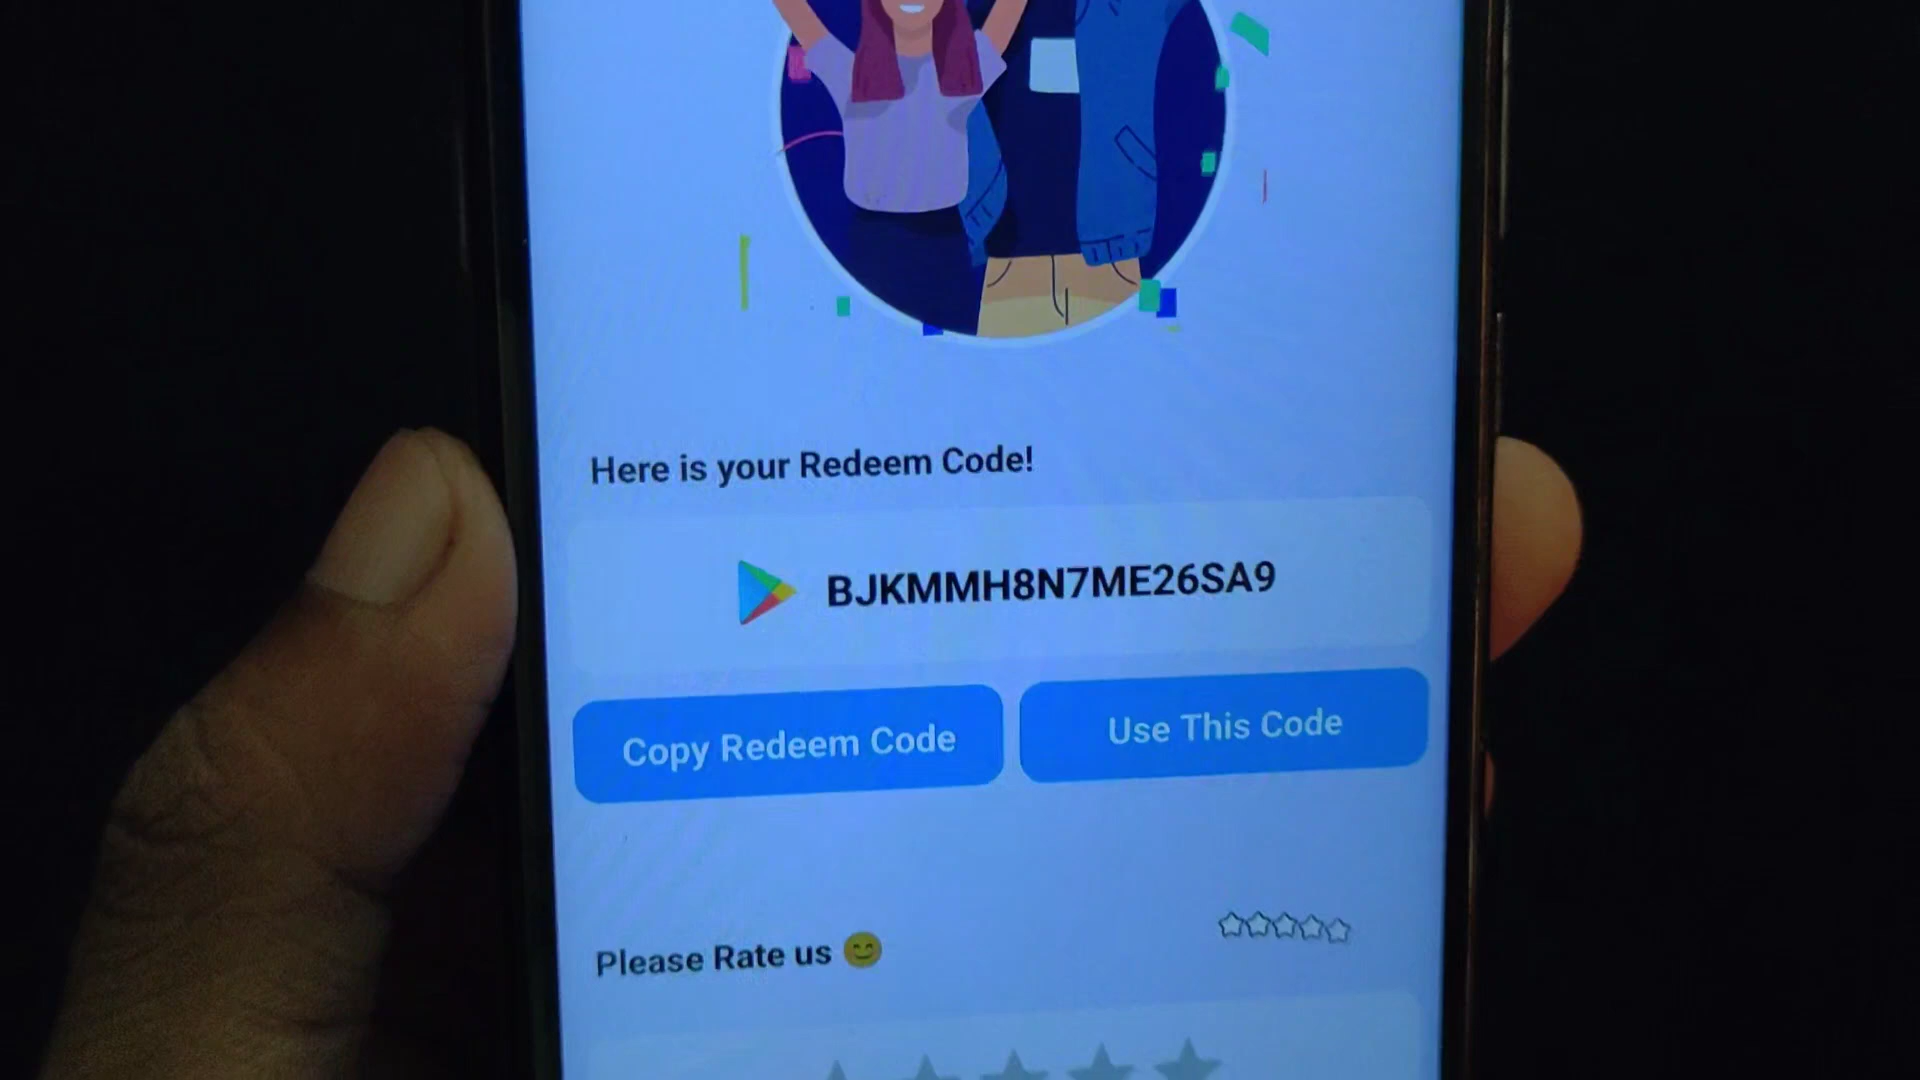 Here is your Redeem Code!
BJKMMH8N7ME26SA9
Copy Redeem Code
Use This Code
Please Rate us 😊